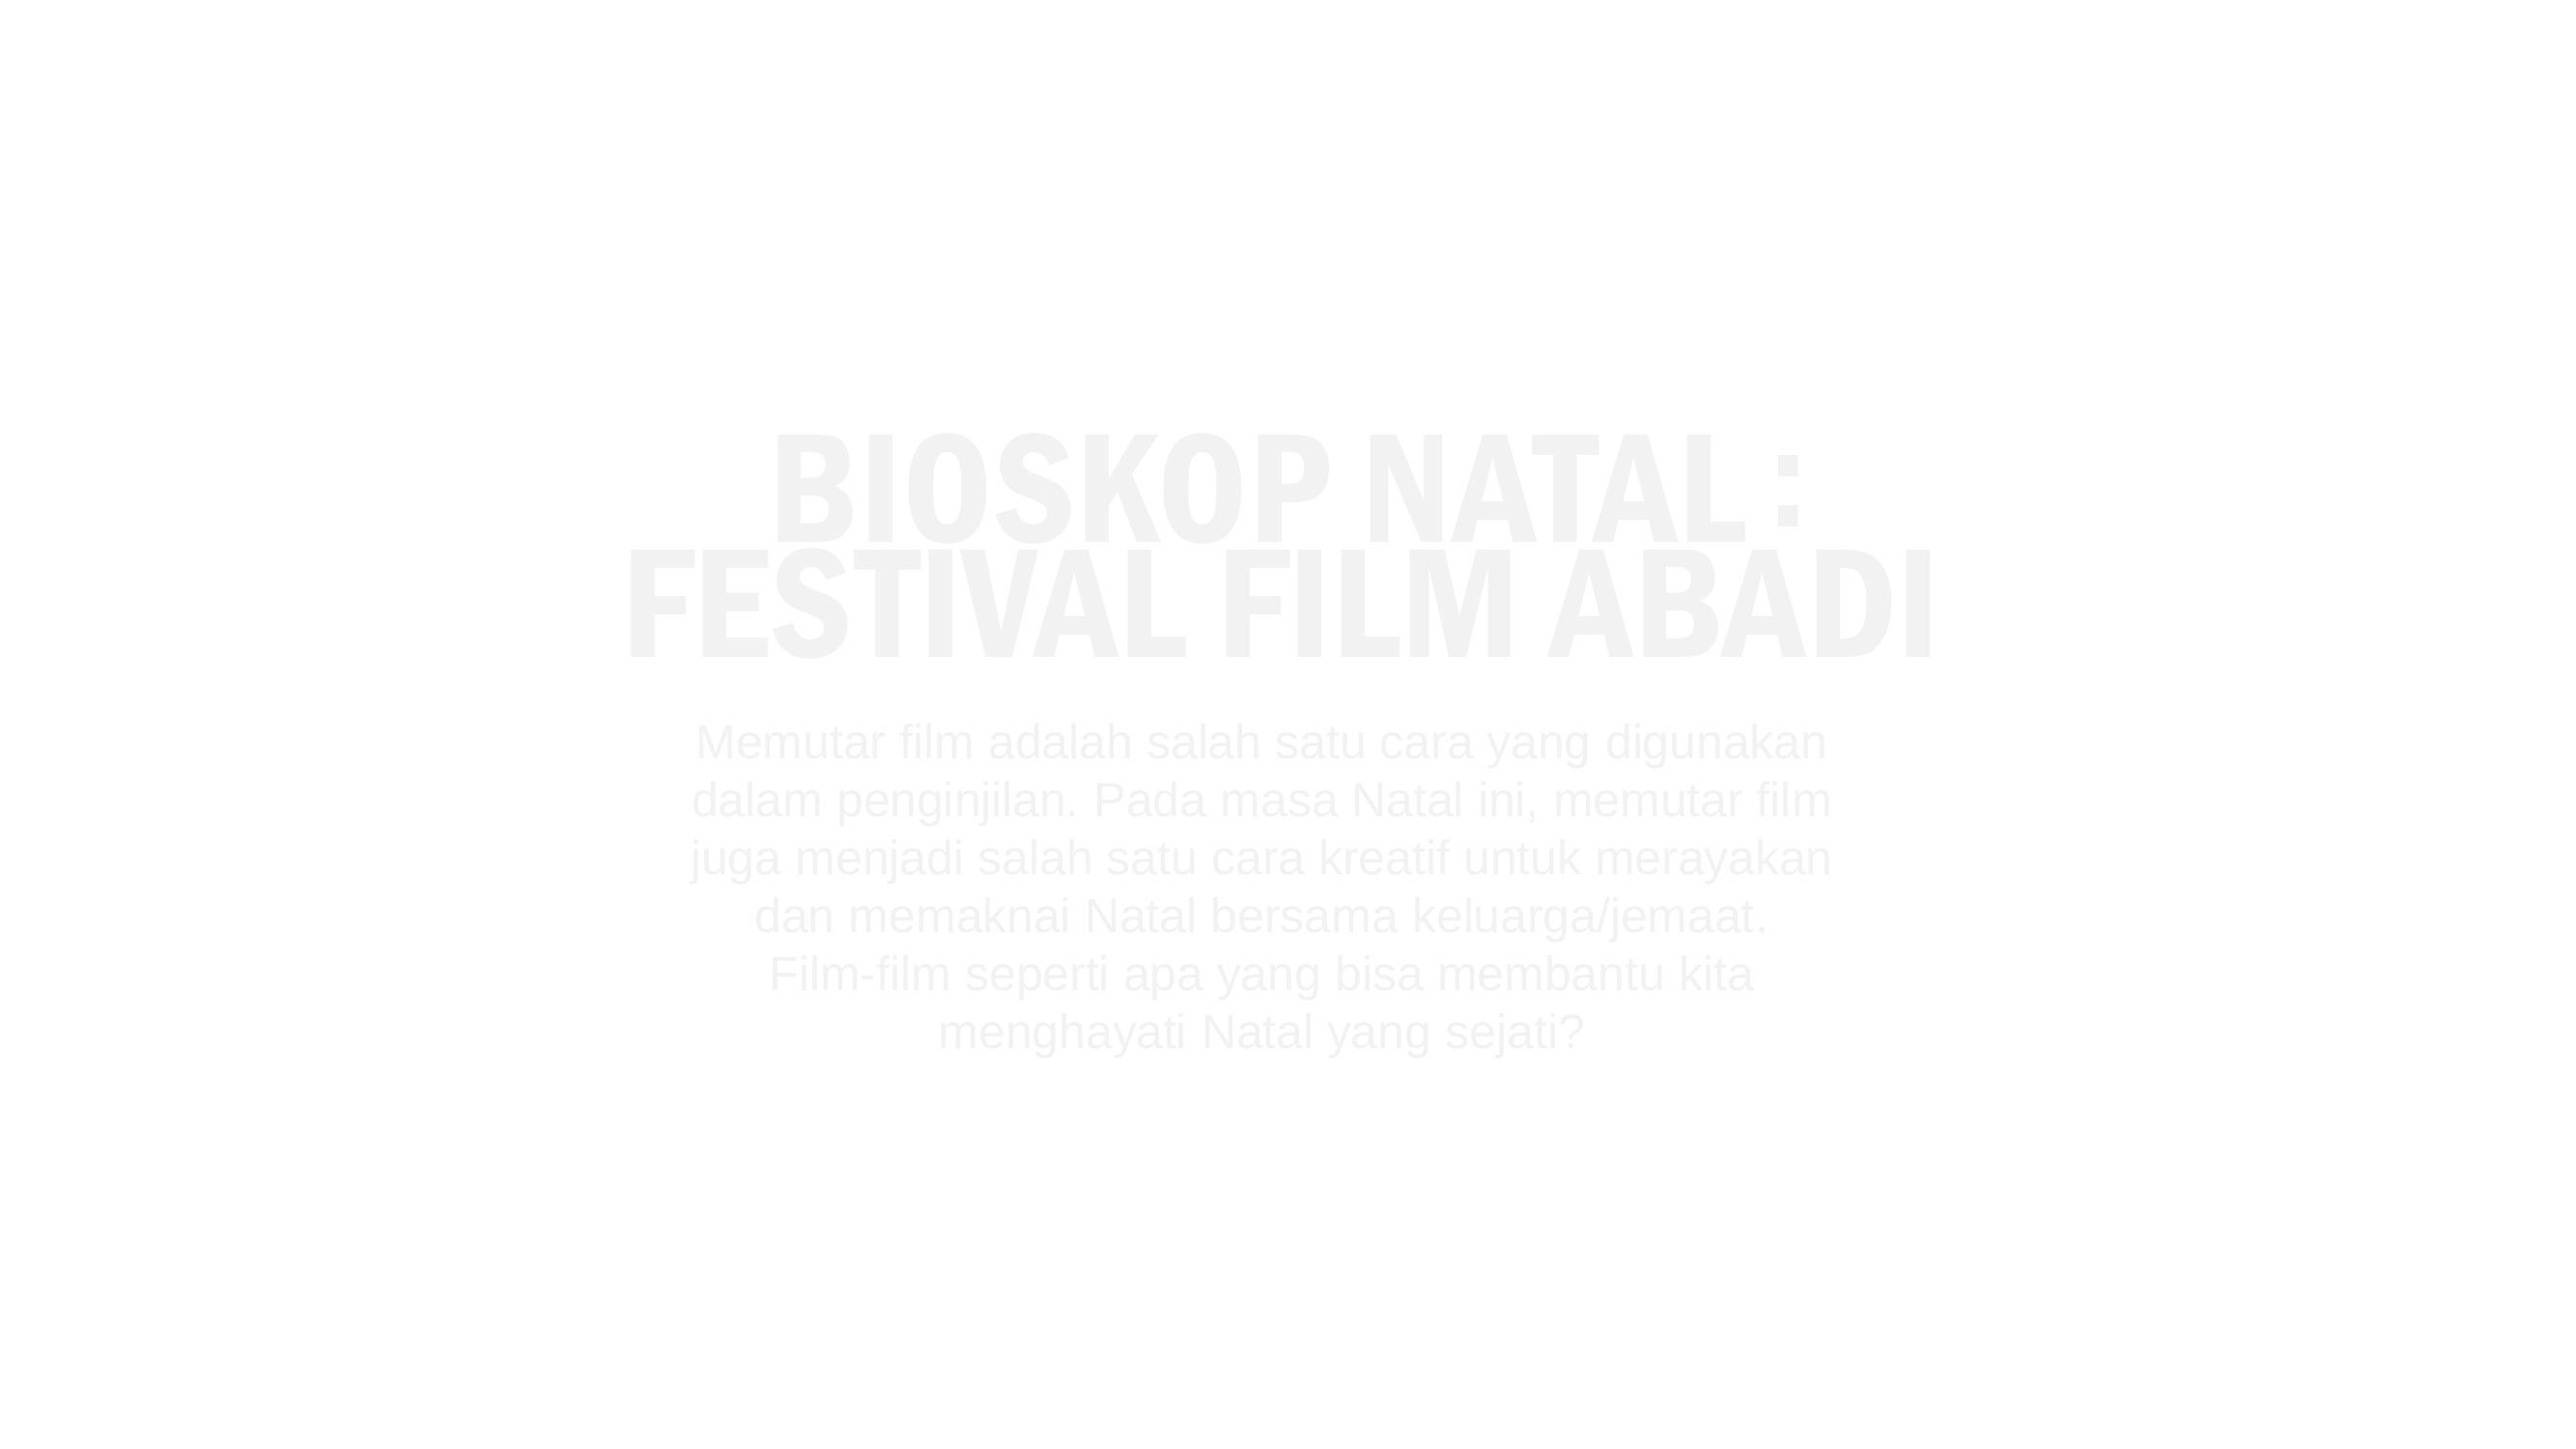 BIOSKOP NATAL :
FESTIVAL FILM ABADI
Memutar film adalah salah satu cara yang digunakan
dalam penginjilan. Pada masa Natal ini, memutar film
juga menjadi salah satu cara kreatif untuk merayakan
dan memaknai Natal bersama keluarga/jemaat.
Film-film seperti apa yang bisa membantu kita
menghayati Natal yang sejati?